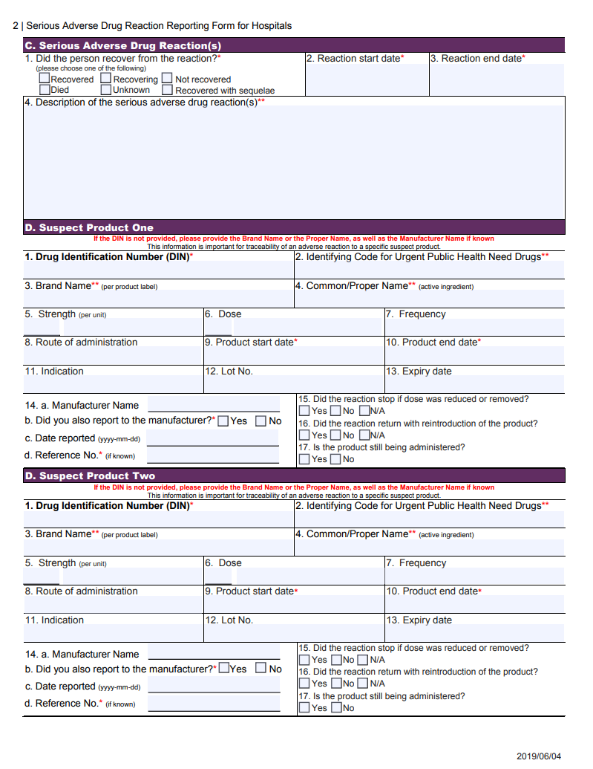 2 | Serious Adverse Drug Reaction Reporting Form for Hospitals
C. Serious Adverse Drug Reaction(s)
1. Did the person recover from the reaction?* 2. Reaction start date* 3. Reaction end date*
(please choose one of the following)
Recovered Recovering Not recovered
Died Unknown Recovered with sequelae
4. Description of the serious adverse drug reaction(s)**
D. Suspect Product One
If the DIN is not provided, please provide the Brand Name or the Proper Name, as well as the Manufacturer Name if known
This information is important for traceability of an adverse reaction to a specific suspect product.
1. Drug Identification Number (DIN)* 2. Identifying Code for Urgent Public Health Need Drugs**
3. Brand Name** (per product label) 4. Common/Proper Name** (active ingredient)
5. Strength (per unit) 6. Dose 7. Frequency
8. Route of administration 9. Product start date* 10. Product end date*
11. Indication 12. Lot No. 13. Expiry date
14. a. Manufacturer Name
b. Did you also report to the manufacturer?* Yes No
c. Date reported (yyyy-mm-dd)
d. Reference No.* (if known)
15. Did the reaction stop if dose was reduced or removed?
Yes No N/A
16. Did the reaction return with reintroduction of the product?
Yes No N/A
17. Is the product still being administered?
Yes No
D. Suspect Product Two
If the DIN is not provided, please provide the Brand Name or the Proper Name, as well as the Manufacturer Name if known
This information is important for traceability of an adverse reaction to a specific suspect product.
1. Drug Identification Number (DIN)* 2. Identifying Code for Urgent Public Health Need Drugs**
3. Brand Name** (per product label) 4. Common/Proper Name** (active ingredient)
5. Strength (per unit) 6. Dose 7. Frequency
8. Route of administration 9. Product start date* 10. Product end date*
11. Indication 12. Lot No. 13. Expiry date
14. a. Manufacturer Name
b. Did you also report to the manufacturer?* Yes No
c. Date reported (yyyy-mm-dd)
d. Reference No.* (if known)
15. Did the reaction stop if dose was reduced or removed?
Yes No N/A
16. Did the reaction return with reintroduction of the product?
Yes No N/A
17. Is the product still being administered?
Yes No
2019/06/04